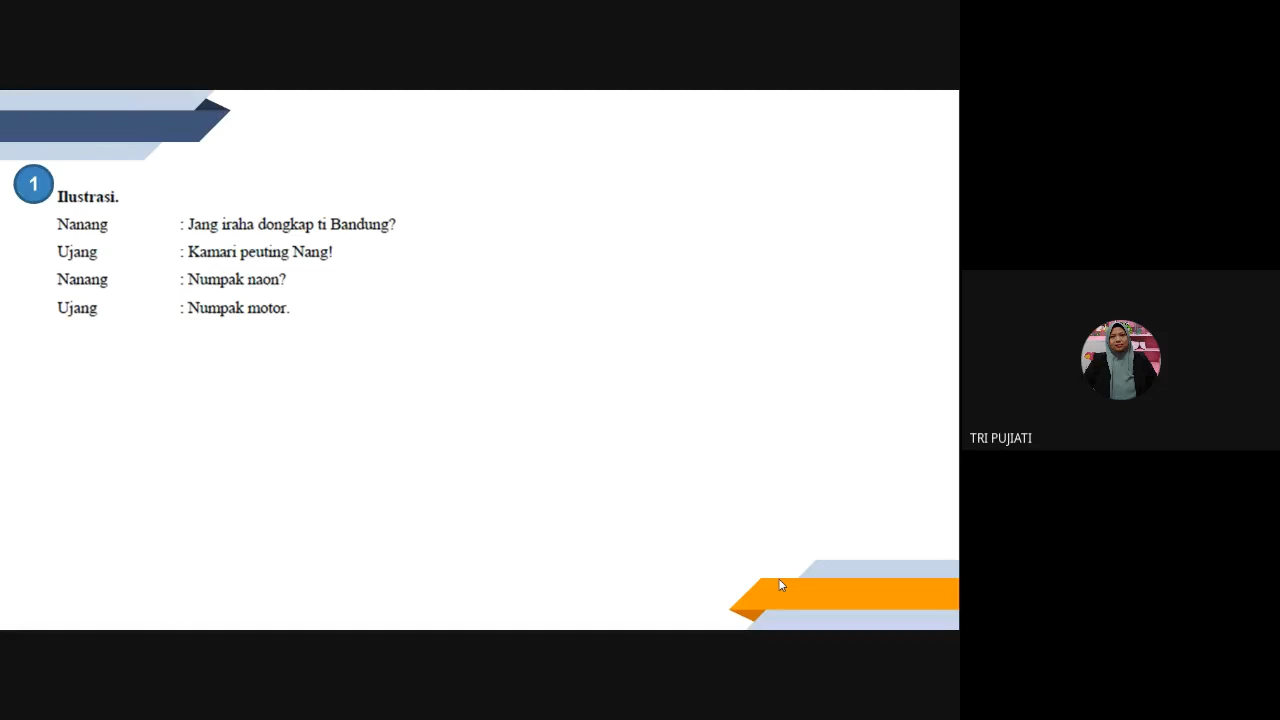 1
Ilustrasi.
Nanang : Jang iraha dongkap ti Bandung?
Ujang : Kamari peuting Nang!
Nanang : Numpak naon?
Ujang : Numpak motor.
TRI PUJIATI